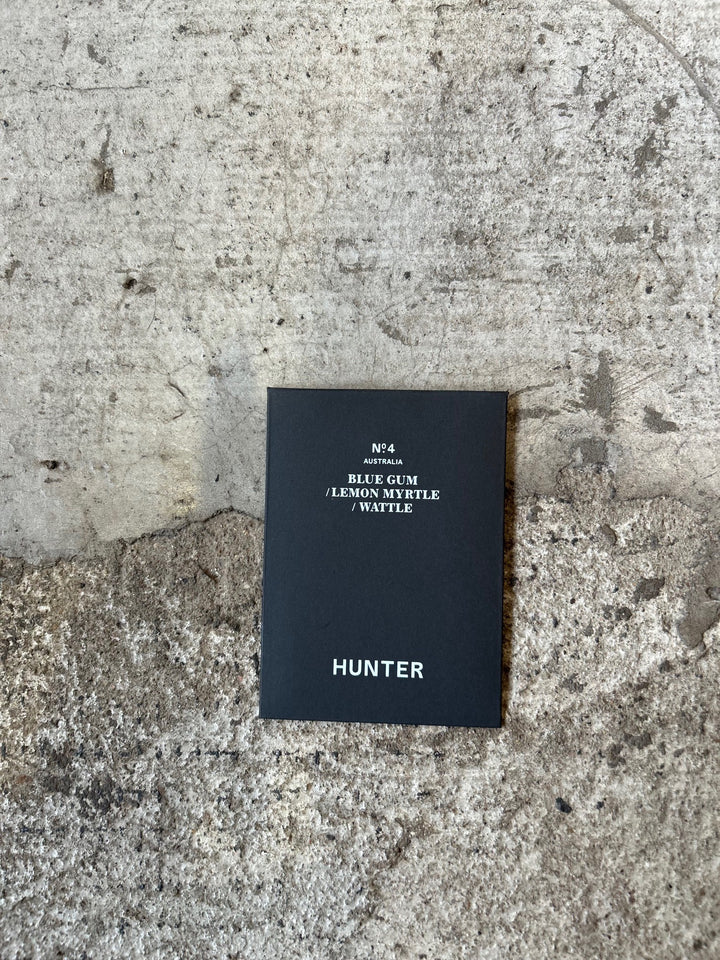 Nº4
AUSTRALIA
BLUE GUM
/LEMON MYRTLE
/ WATTLE
HUNTER